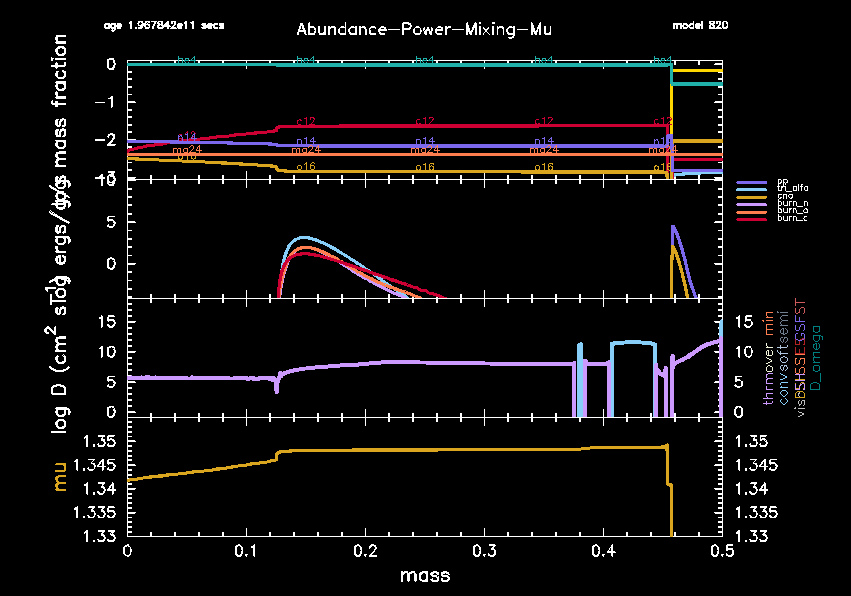 age 1.967842e11 secs
Abundance-Power-Mixing-Mu
model 820
0
-1
-2
mass fraction
he4 he4 he4 he4 he4
c12 c12 c12 c12 c12
n14 n14 n14 n14 n14
mg24 mg24 mg24 mg24 mg24
o16 o16 o16 o16 o16
10
5
0
log ergs/g/s
pp
tri_alfa
cno
burn_n
burn_o
burn_c
15
10
5
0
log D (cm² s⁻¹)
15
10
5
0
thrm over min
conv soft semi
D_omega
1.35
1.345
1.34
1.335
1.33
mu
1.35
1.345
1.34
1.335
1.33
0 0.1 0.2 0.3 0.4 0.5
mass